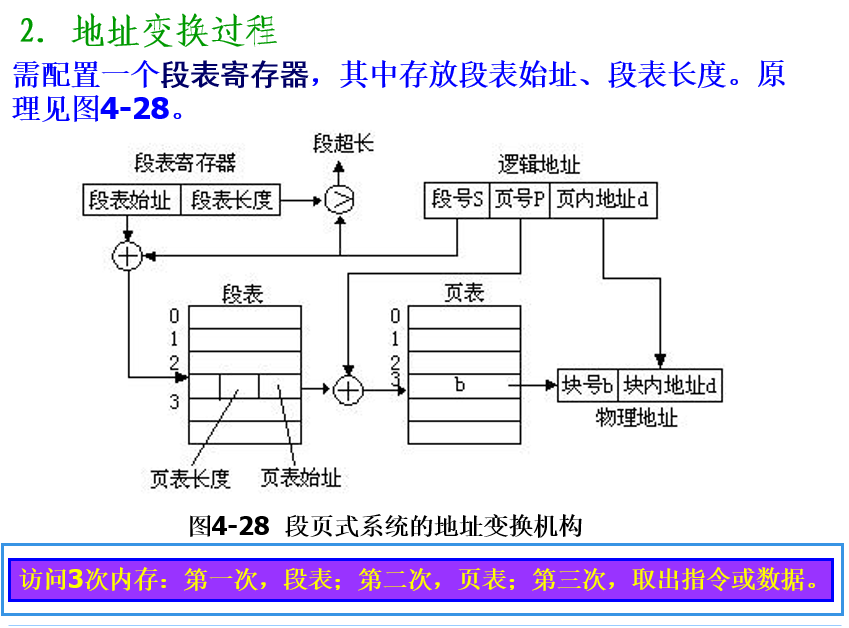 2. 地址变换过程
需配置一个段表寄存器，其中存放段表始址、段表长度。原
理见图4-28。
段超长
段表寄存器
逻辑地址
段表始址 段表长度
>
段号S 页号P 页内地址d
+
段表
页表
0
1
2
3
0
1
2
3
b
+
块号b 块内地址d
物理地址
页表长度 页表始址
图4-28 段页式系统的地址变换机构
访问3次内存：第一次，段表；第二次，页表；第三次，取出指令或数据。